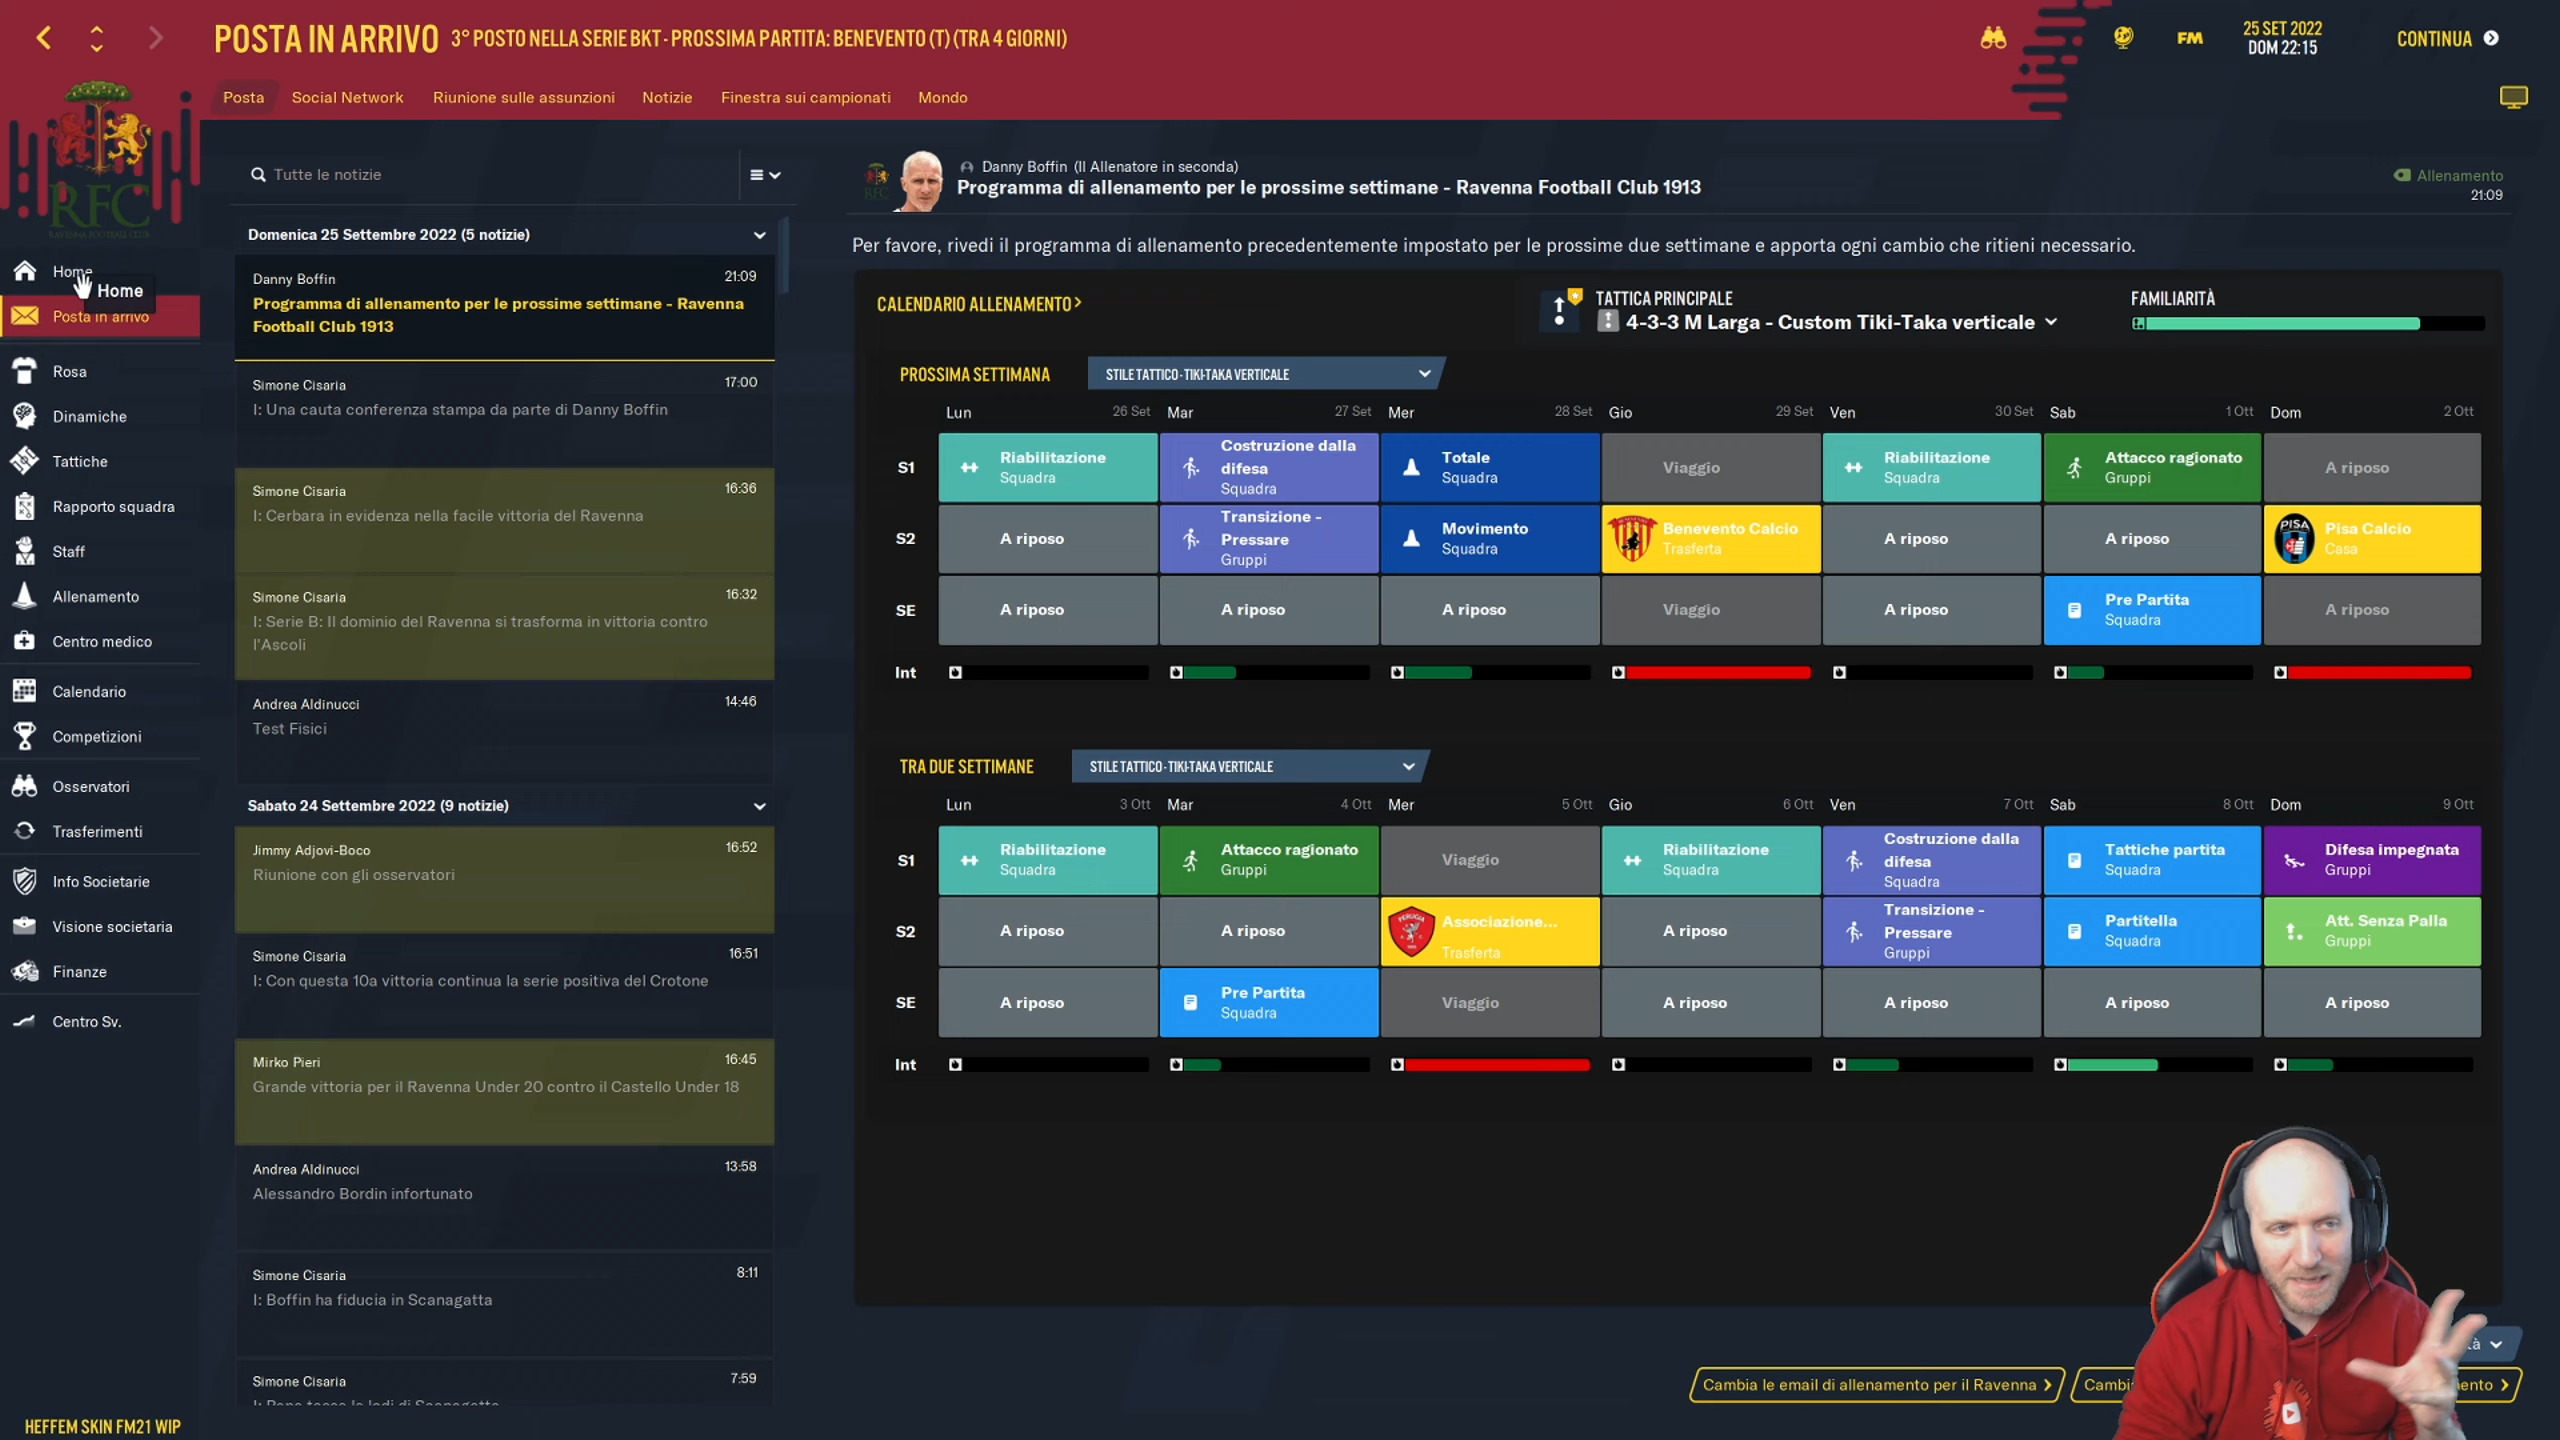 POSTA IN ARRIVO
3° POSTO NELLA SERIE BKT - PROSSIMA PARTITA: BENEVENTO (T) (TRA 4 GIORNI)
FM
25 SET 2022
DOM 22:15
CONTINUA
Posta
Social Network
Riunione sulle assunzioni
Notizie
Finestra sui campionati
Mondo
RFC
RAVENNA FOOTBALL CLUB
Home
Home
Posta in arrivo
Rosa
Dinamiche
Tattiche
Rapporto squadra
Staff
Allenamento
Centro medico
Calendario
Competizioni
Osservatori
Trasferimenti
Info Societarie
Visione societaria
Finanze
Centro Sv.
HEFFEM SKIN FM21 WIP
Tutte le notizie
Domenica 25 Settembre 2022 (5 notizie)
Danny Boffin 21:09
Programma di allenamento per le prossime settimane - Ravenna
Football Club 1913
Simone Cisaria 17:00
I: Una cauta conferenza stampa da parte di Danny Boffin
Simone Cisaria 16:36
I: Cerbara in evidenza nella facile vittoria del Ravenna
Simone Cisaria 16:32
I: Serie B: Il dominio del Ravenna si trasforma in vittoria contro
l'Ascoli
Andrea Aldinucci 14:46
Test Fisici
Sabato 24 Settembre 2022 (9 notizie)
Jimmy Adjovi-Boco 16:52
Riunione con gli osservatori
Simone Cisaria 16:51
I: Con questa 10a vittoria continua la serie positiva del Crotone
Mirko Pieri 16:45
Grande vittoria per il Ravenna Under 20 contro il Castello Under 18
Andrea Aldinucci 13:58
Alessandro Bordin infortunato
Simone Cisaria 8:11
I: Boffin ha fiducia in Scanagatta
Simone Cisaria 7:59
Danny Boffin (Il Allenatore in seconda)
Programma di allenamento per le prossime settimane - Ravenna Football Club 1913
Allenamento
21:09
Per favore, rivedi il programma di allenamento precedentemente impostato per le prossime due settimane e apporta ogni cambio che ritieni necessario.
CALENDARIO ALLENAMENTO
TATTICA PRINCIPALE
4-3-3 M Larga - Custom Tiki-Taka verticale
FAMILIARITÀ
PROSSIMA SETTIMANA
STILE TATTICO - TIKI-TAKA VERTICALE
Lun 26 Set Mar 27 Set Mer 28 Set Gio 29 Set Ven 30 Set Sab 1 Ott Dom 2 Ott
S1
Riabilitazione
Squadra
Costruzione dalla
difesa
Squadra
Totale
Squadra
Viaggio
Riabilitazione
Squadra
Attacco ragionato
Gruppi
A riposo
S2
A riposo
Transizione -
Pressare
Gruppi
Movimento
Squadra
Benevento Calcio
Trasferta
A riposo
A riposo
PISA
Pisa Calcio
Casa
SE
A riposo
A riposo
A riposo
Viaggio
A riposo
Pre Partita
Squadra
A riposo
Int
TRA DUE SETTIMANE
STILE TATTICO - TIKI-TAKA VERTICALE
Lun 3 Ott Mar 4 Ott Mer 5 Ott Gio 6 Ott Ven 7 Ott Sab 8 Ott Dom 9 Ott
S1
Riabilitazione
Squadra
Attacco ragionato
Gruppi
Viaggio
Riabilitazione
Squadra
Costruzione dalla
difesa
Squadra
Tattiche partita
Squadra
Difesa impegnata
Gruppi
S2
A riposo
A riposo
PERUGIA
Associazione...
Trasferta
A riposo
Transizione -
Pressare
Gruppi
Partitella
Squadra
Att. Senza Palla
Gruppi
SE
A riposo
Pre Partita
Squadra
Viaggio
A riposo
A riposo
A riposo
A riposo
Int
Cambia le email di allenamento per il Ravenna